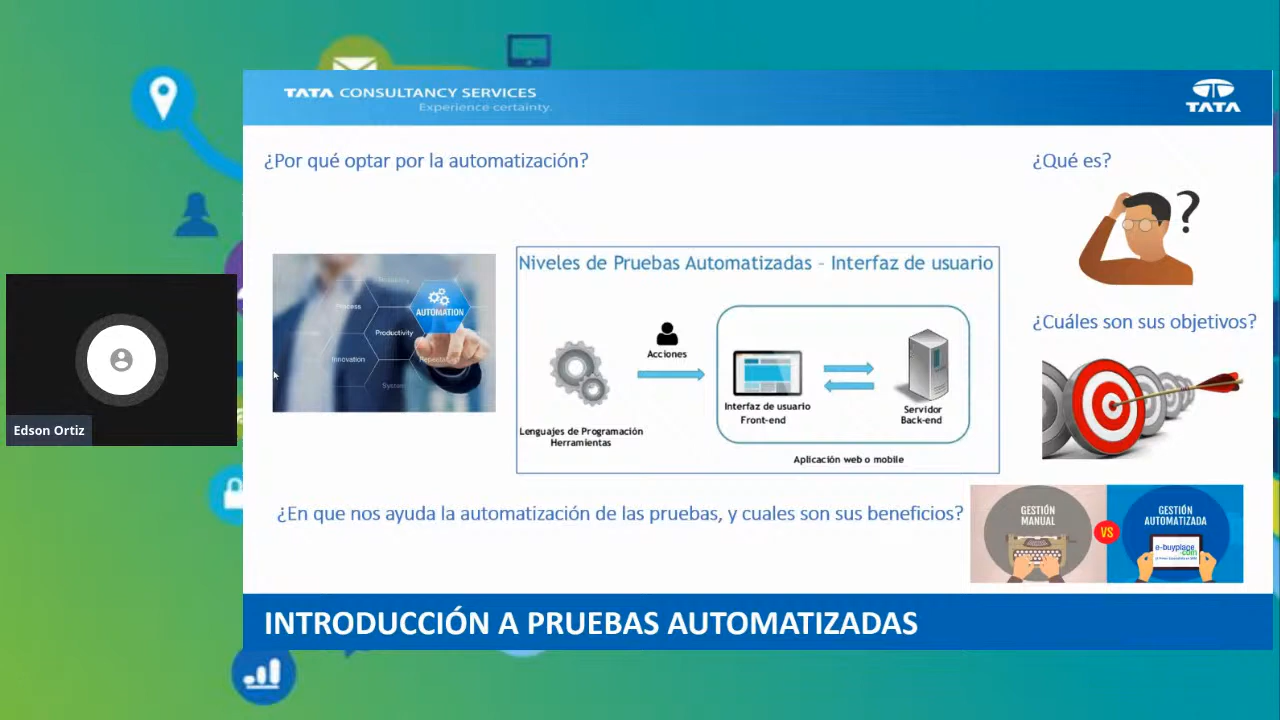 TATA CONSULTANCY SERVICES
Experience certainty.
TATA
¿Por qué optar por la automatización?
¿Qué es?
?
Niveles de Pruebas Automatizadas - Interfaz de usuario
Process
AUTOMATION
Productivity
Innovation
System
Acciones
Interfaz de usuario
Front-end
Servidor
Back-end
Lenguajes de Programación
Herramientas
Aplicación web o mobile
¿Cuáles son sus objetivos?
Edson Ortiz
¿En que nos ayuda la automatización de las pruebas, y cuales son sus beneficios?
GESTIÓN
MANUAL
VS
GESTIÓN
AUTOMATIZADA
e-buyplace
.com
INTRODUCCIÓN A PRUEBAS AUTOMATIZADAS